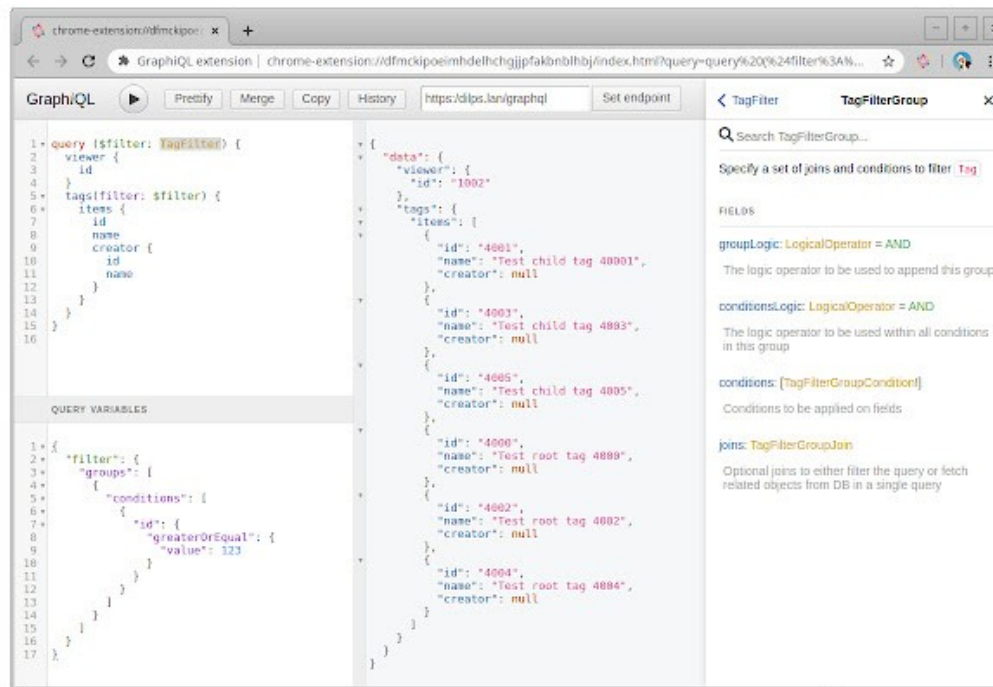 chrome-extension://dfmckipoe
GraphiQL extension | chrome-extension://dfmckipoeimhdelhchgjjpfakbnblhbj/index.html?query=query%20(%24filter%3A%...
GraphiQL
Prettify
Merge
Copy
History
https://dilps.lan/graphql
Set endpoint
1 query ($filter: TagFilter) {
2 viewer {
3 id
4 }
5 tags(filter: $filter) {
6 items {
7 id
8 name
9 creator {
10 id
11 name
12 }
13 }
14 }
15 }
16
QUERY VARIABLES
1 {
2 "filter": {
3 "groups": [
4 {
5 "conditions": [
6 {
7 "id": {
8 "greaterOrEqual": {
9 "value": 123
10 }
11 }
12 }
13 ]
14 }
15 ]
16 }
17 }
{
"data": {
"viewer": {
"id": "1002"
},
"tags": {
"items": [
{
"id": "4001",
"name": "Test child tag 40001",
"creator": null
},
{
"id": "4003",
"name": "Test child tag 4003",
"creator": null
},
{
"id": "4005",
"name": "Test child tag 4005",
"creator": null
},
{
"id": "4000",
"name": "Test root tag 4000",
"creator": null
},
{
"id": "4002",
"name": "Test root tag 4002",
"creator": null
},
{
"id": "4004",
"name": "Test root tag 4004",
"creator": null
}
]
}
}
}
TagFilter
TagFilterGroup
Search TagFilterGroup...
Specify a set of joins and conditions to filter Tag
FIELDS
groupLogic: LogicalOperator = AND
The logic operator to be used to append this group
conditionsLogic: LogicalOperator = AND
The logic operator to be used within all conditions
in this group
conditions: [TagFilterGroupCondition!]
Conditions to be applied on fields
joins: TagFilterGroupJoin
Optional joins to either filter the query or fetch
related objects from DB in a single query